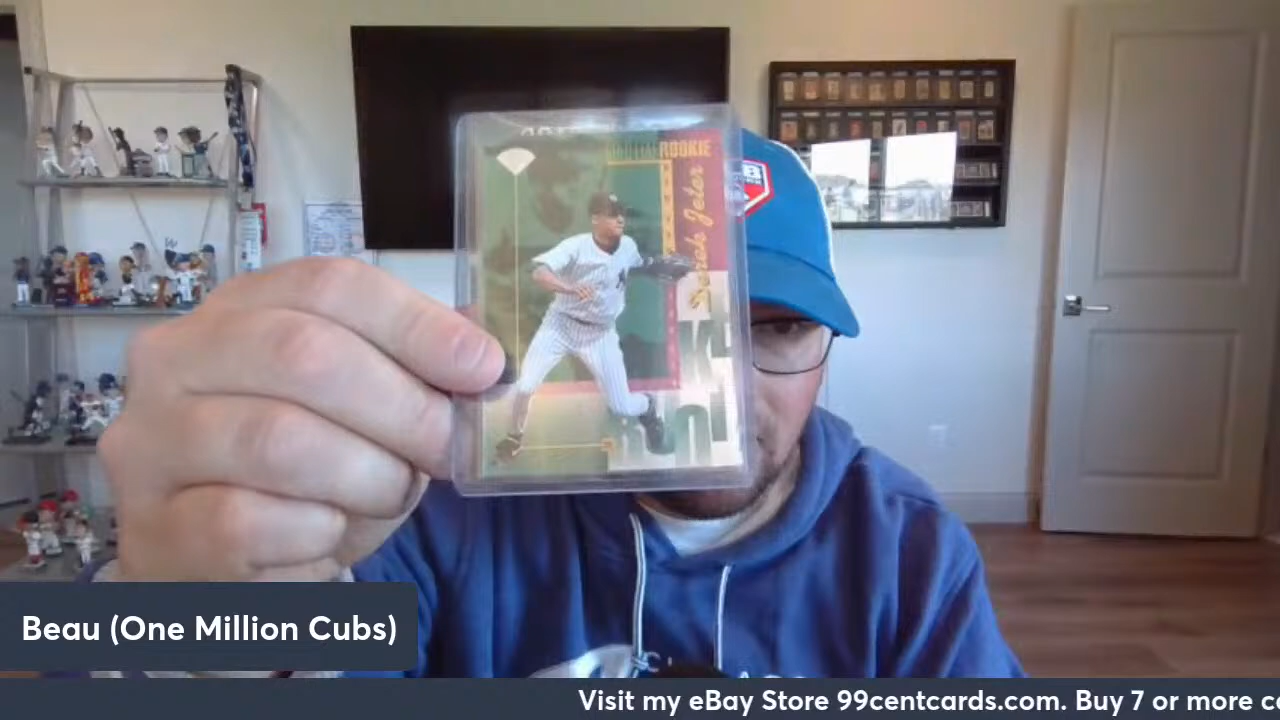 ROOKIE
Derek Jeter
Beau (One Million Cubs)
Visit my eBay Store 99centcards.com. Buy 7 or more c